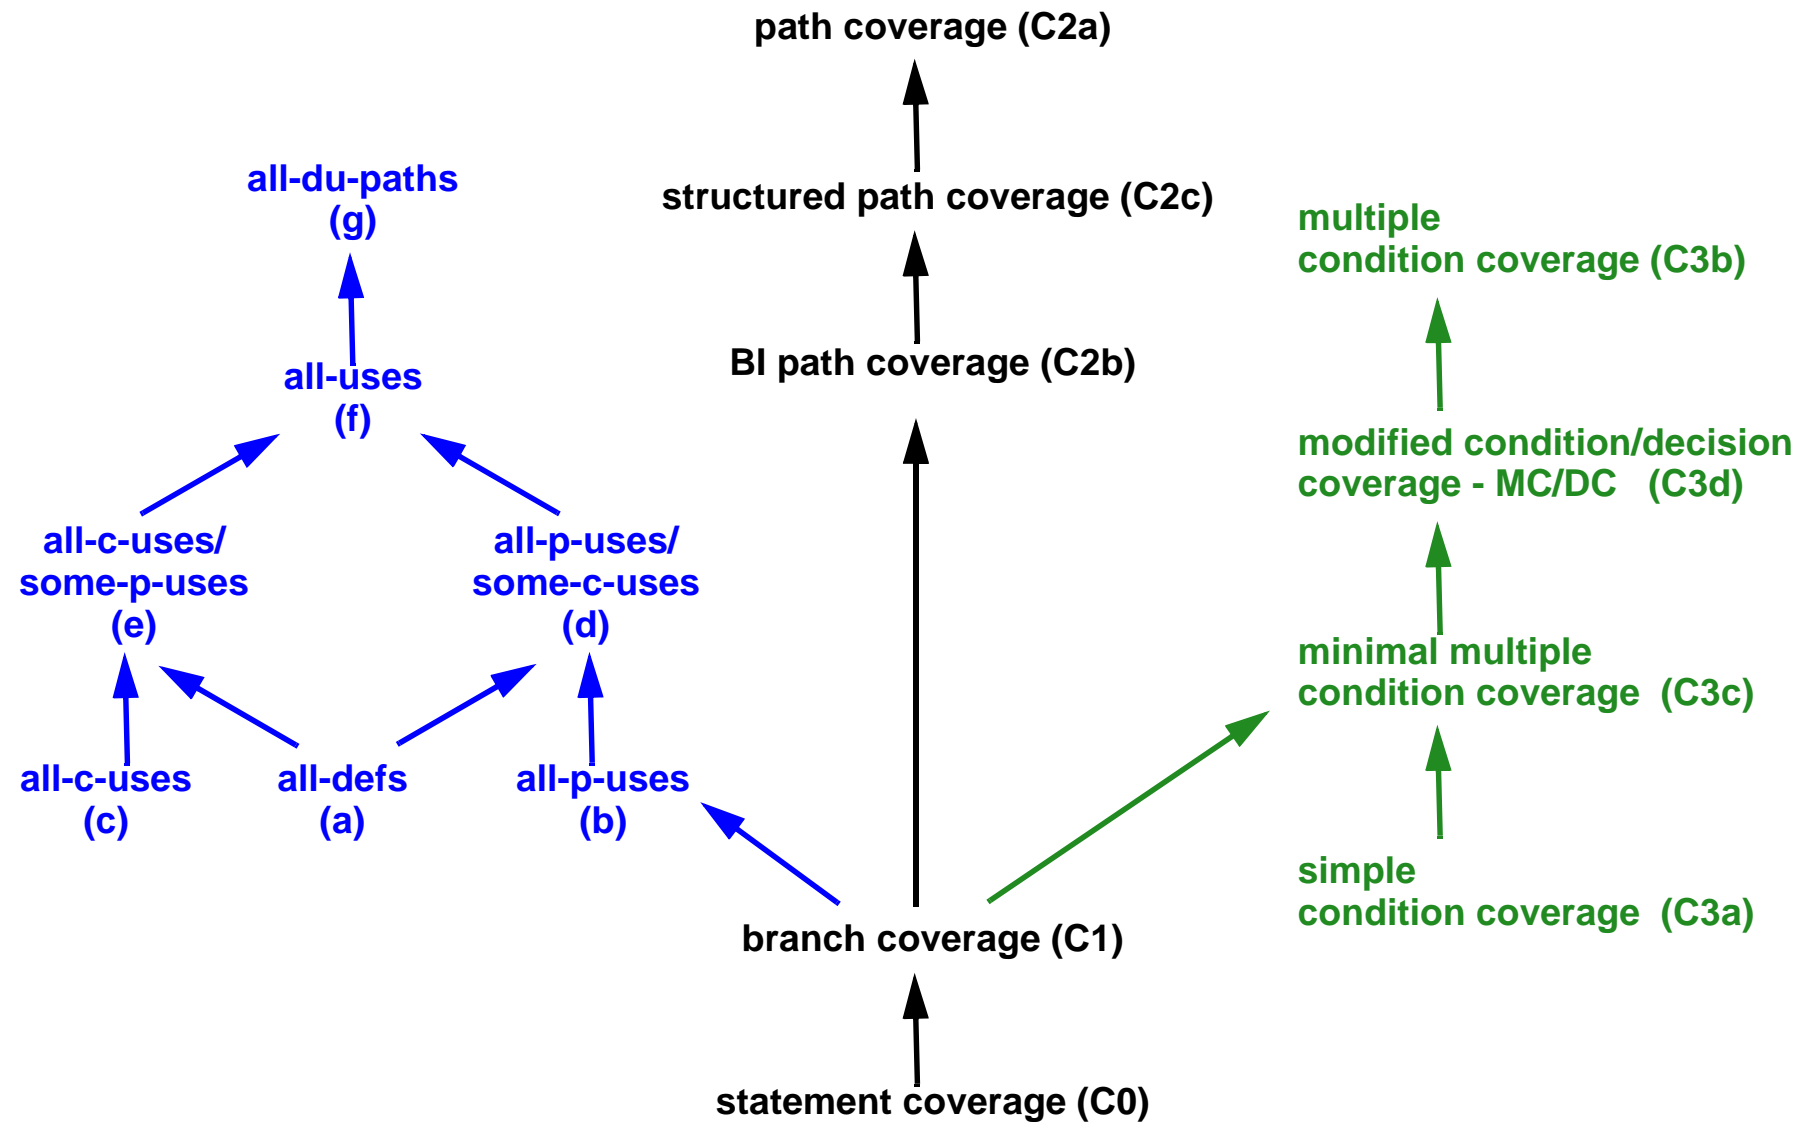 path coverage (C2a)
all-du-paths
(g)
structured path coverage (C2c)
multiple
condition coverage (C3b)
all-uses
(f)
BI path coverage (C2b)
modified condition/decision
coverage - MC/DC (C3d)
all-c-uses/
some-p-uses
(e)
all-p-uses/
some-c-uses
(d)
minimal multiple
condition coverage (C3c)
all-c-uses
(c)
all-defs
(a)
all-p-uses
(b)
simple
condition coverage (C3a)
branch coverage (C1)
statement coverage (C0)